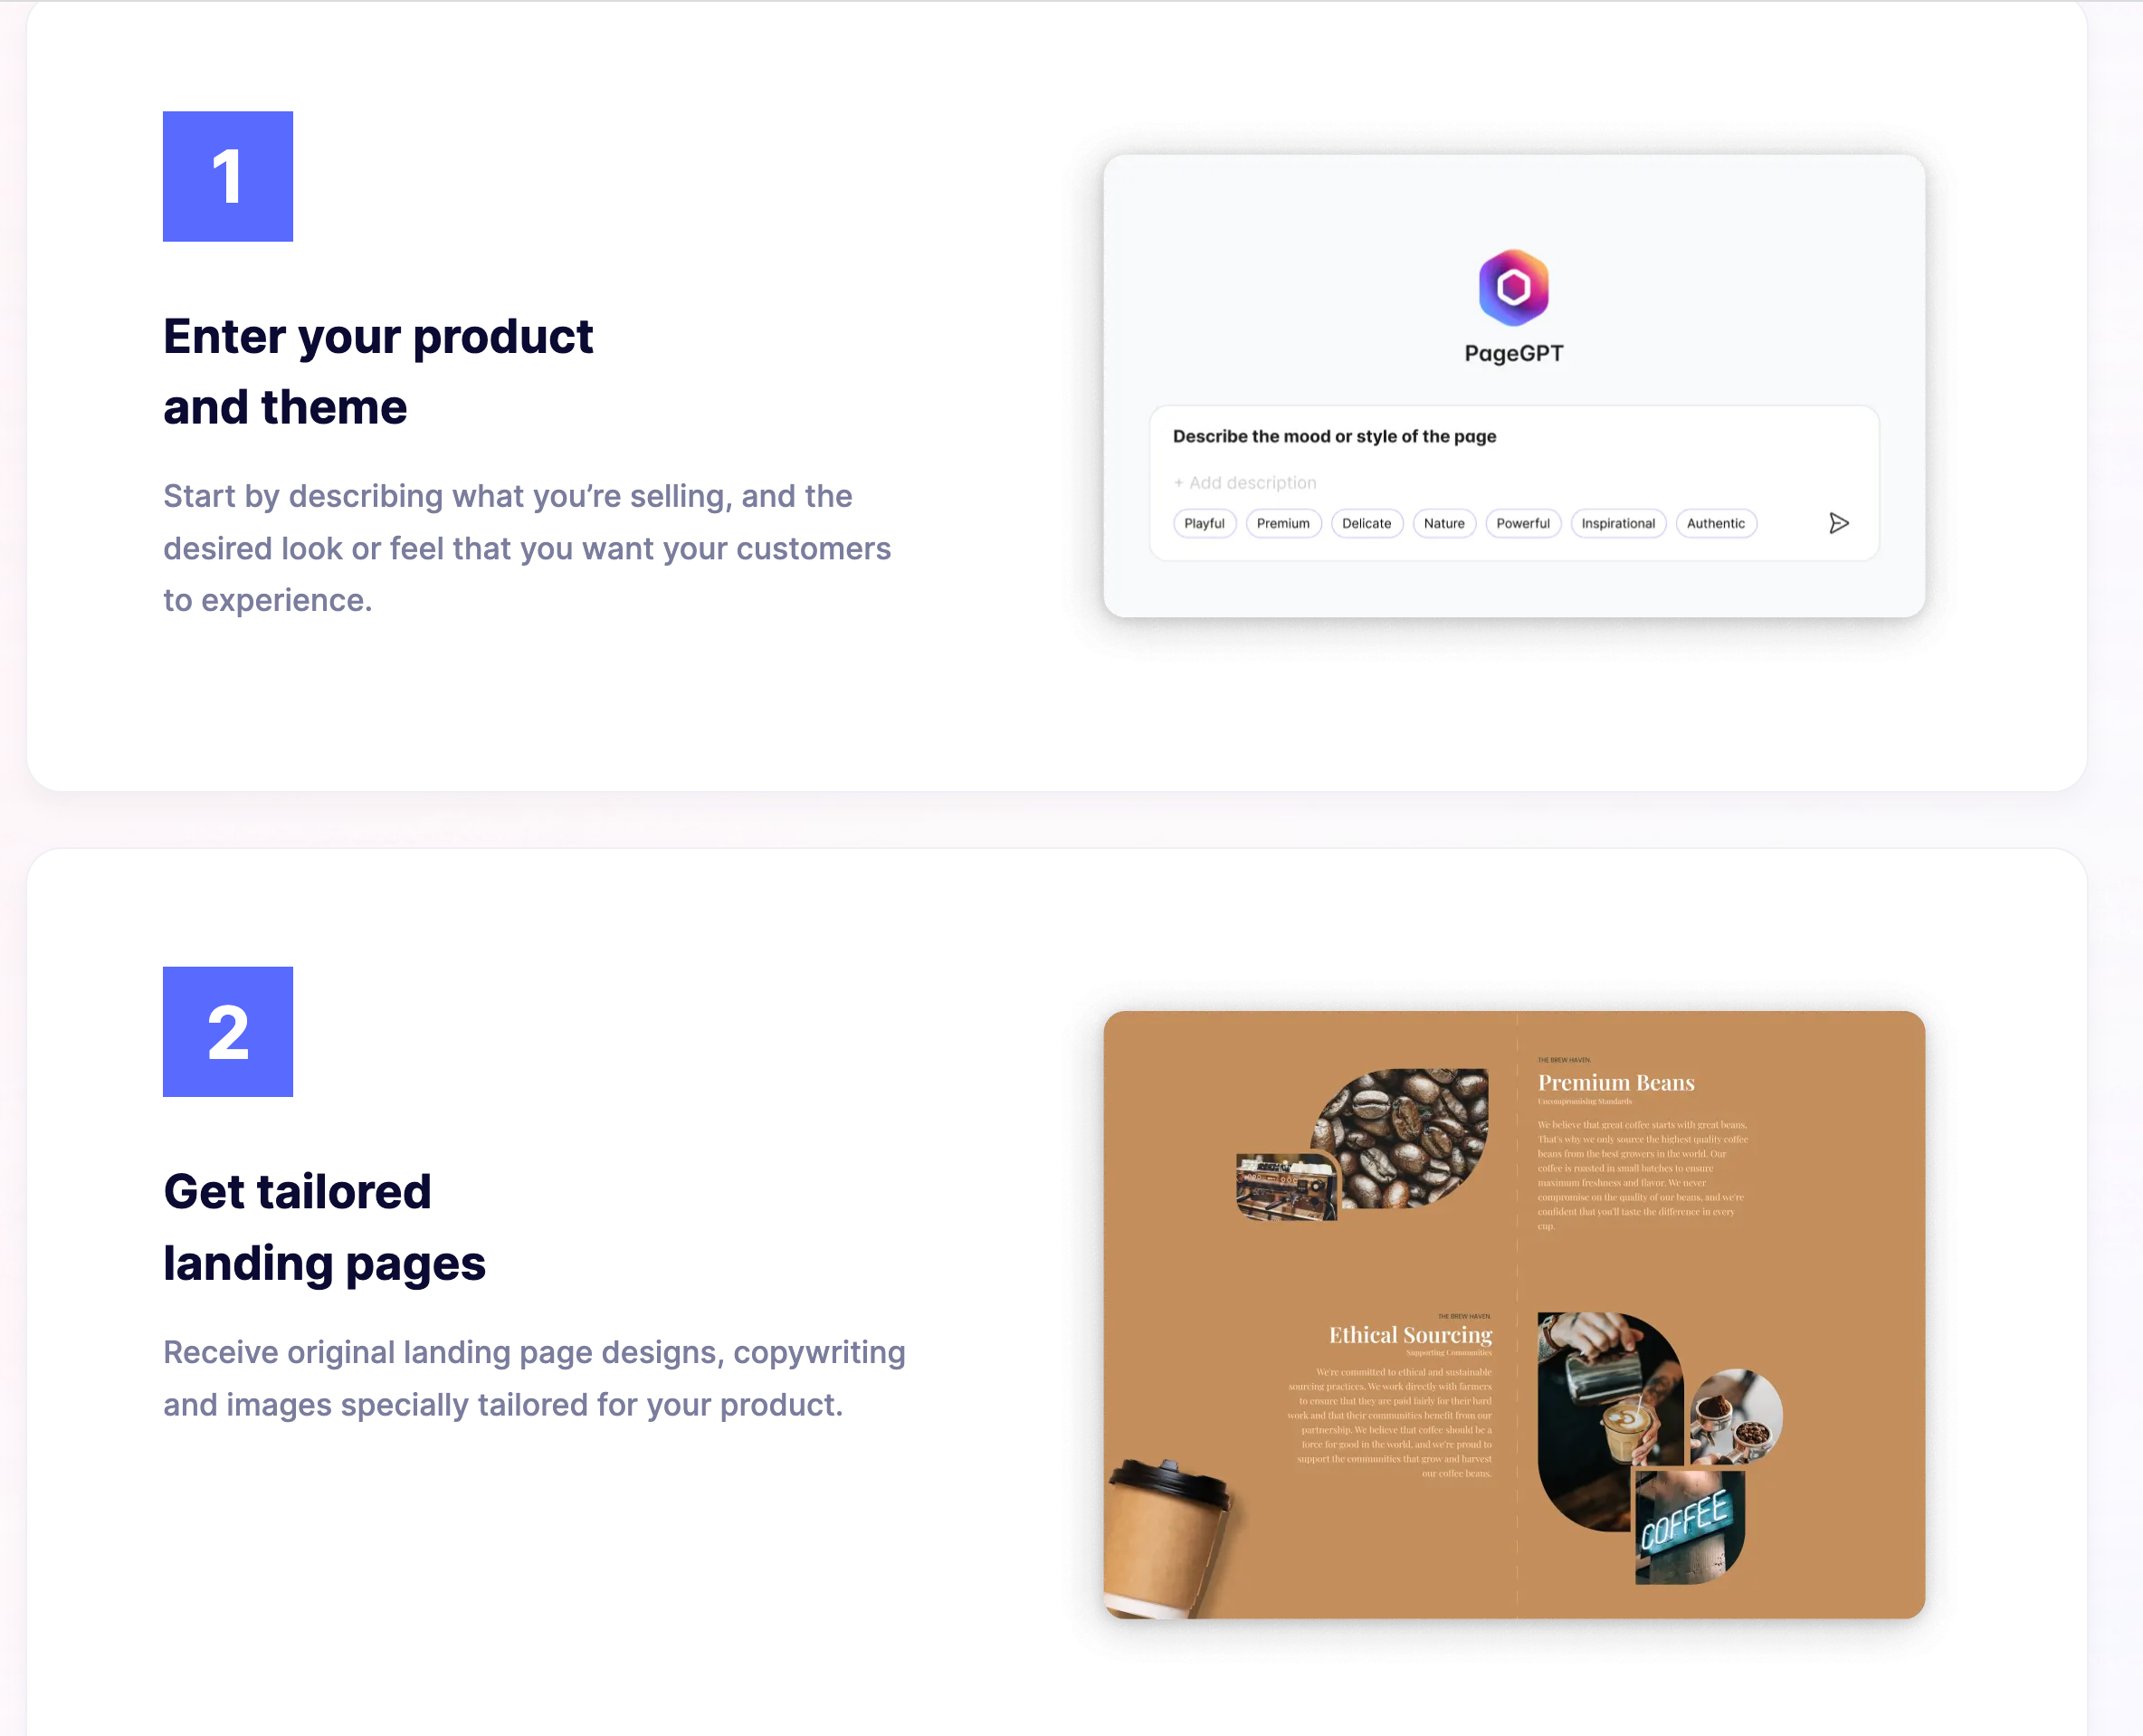 1
Enter your product
and theme
Start by describing what you’re selling, and the
desired look or feel that you want your customers
to experience.
PageGPT
Describe the mood or style of the page
+ Add description
Playful Premium Delicate Nature Powerful Inspirational Authentic
2
Get tailored
landing pages
Receive original landing page designs, copywriting
and images specially tailored for your product.
THE BREW HAVEN.
Premium Beans
Uncompromising Standards
We believe that great coffee starts with great beans.
That's why we only source the highest quality coffee
beans from the best growers in the world. Our
coffee is roasted in small batches to ensure
maximum freshness and flavor. We never
compromise on the quality of our beans, and we're
confident that you'll taste the difference in every
cup.
THE BREW HAVEN.
Ethical Sourcing
Supporting Communities
We're committed to ethical and sustainable
sourcing practices. We work directly with farmers
to ensure that they are paid fairly for their hard
work and that their communities benefit from our
partnership. We believe that coffee should be a
force for good in the world, and we're proud to
support the communities that grow and harvest
our coffee beans.
COFFEE